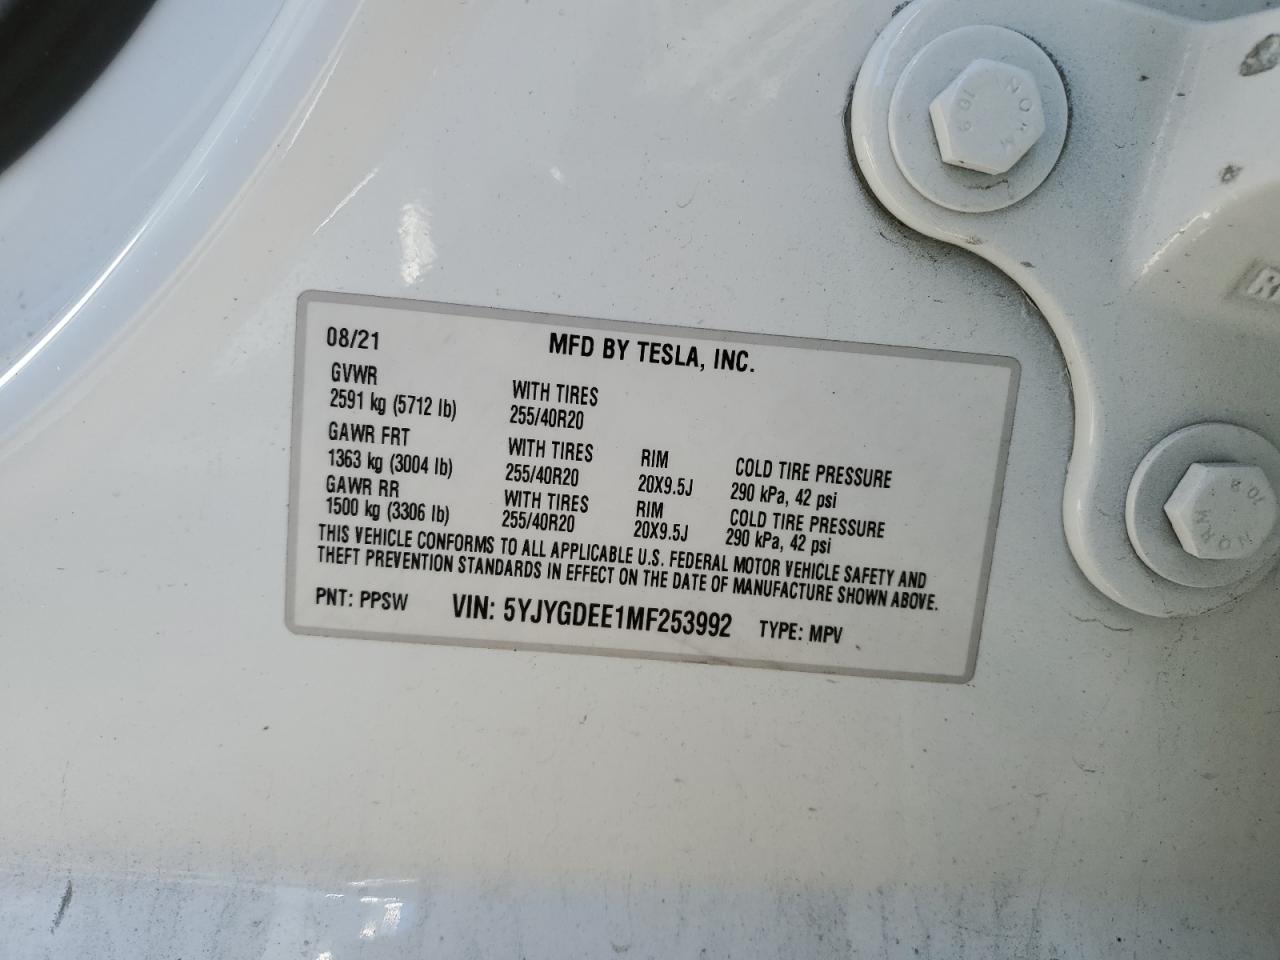 08/21 MFD BY TESLA, INC.
GVWR WITH TIRES
2591 kg (5712 lb) 255/40R20
GAWR FRT WITH TIRES RIM COLD TIRE PRESSURE
1363 kg (3004 lb) 255/40R20 20X9.5J 290 kPa, 42 psi
GAWR RR WITH TIRES RIM COLD TIRE PRESSURE
1500 kg (3306 lb) 255/40R20 20X9.5J 290 kPa, 42 psi
THIS VEHICLE CONFORMS TO ALL APPLICABLE U.S. FEDERAL MOTOR VEHICLE SAFETY AND
THEFT PREVENTION STANDARDS IN EFFECT ON THE DATE OF MANUFACTURE SHOWN ABOVE.
PNT: PPSW VIN: 5YJYGDEE1MF253992 TYPE: MPV
NORM
NORM